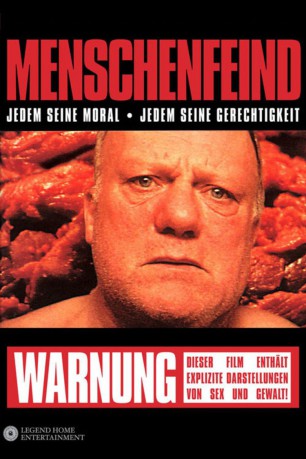 MENSCHENFEIND
JEDEM SEINE MORAL • JEDEM SEINE GERECHTIGKEIT
WARNUNG
DIESER FILM ENTHÄLT
EXPLIZITE DARSTELLUNGEN
VON SEX UND GEWALT!
LEGEND HOME
ENTERTAINMENT